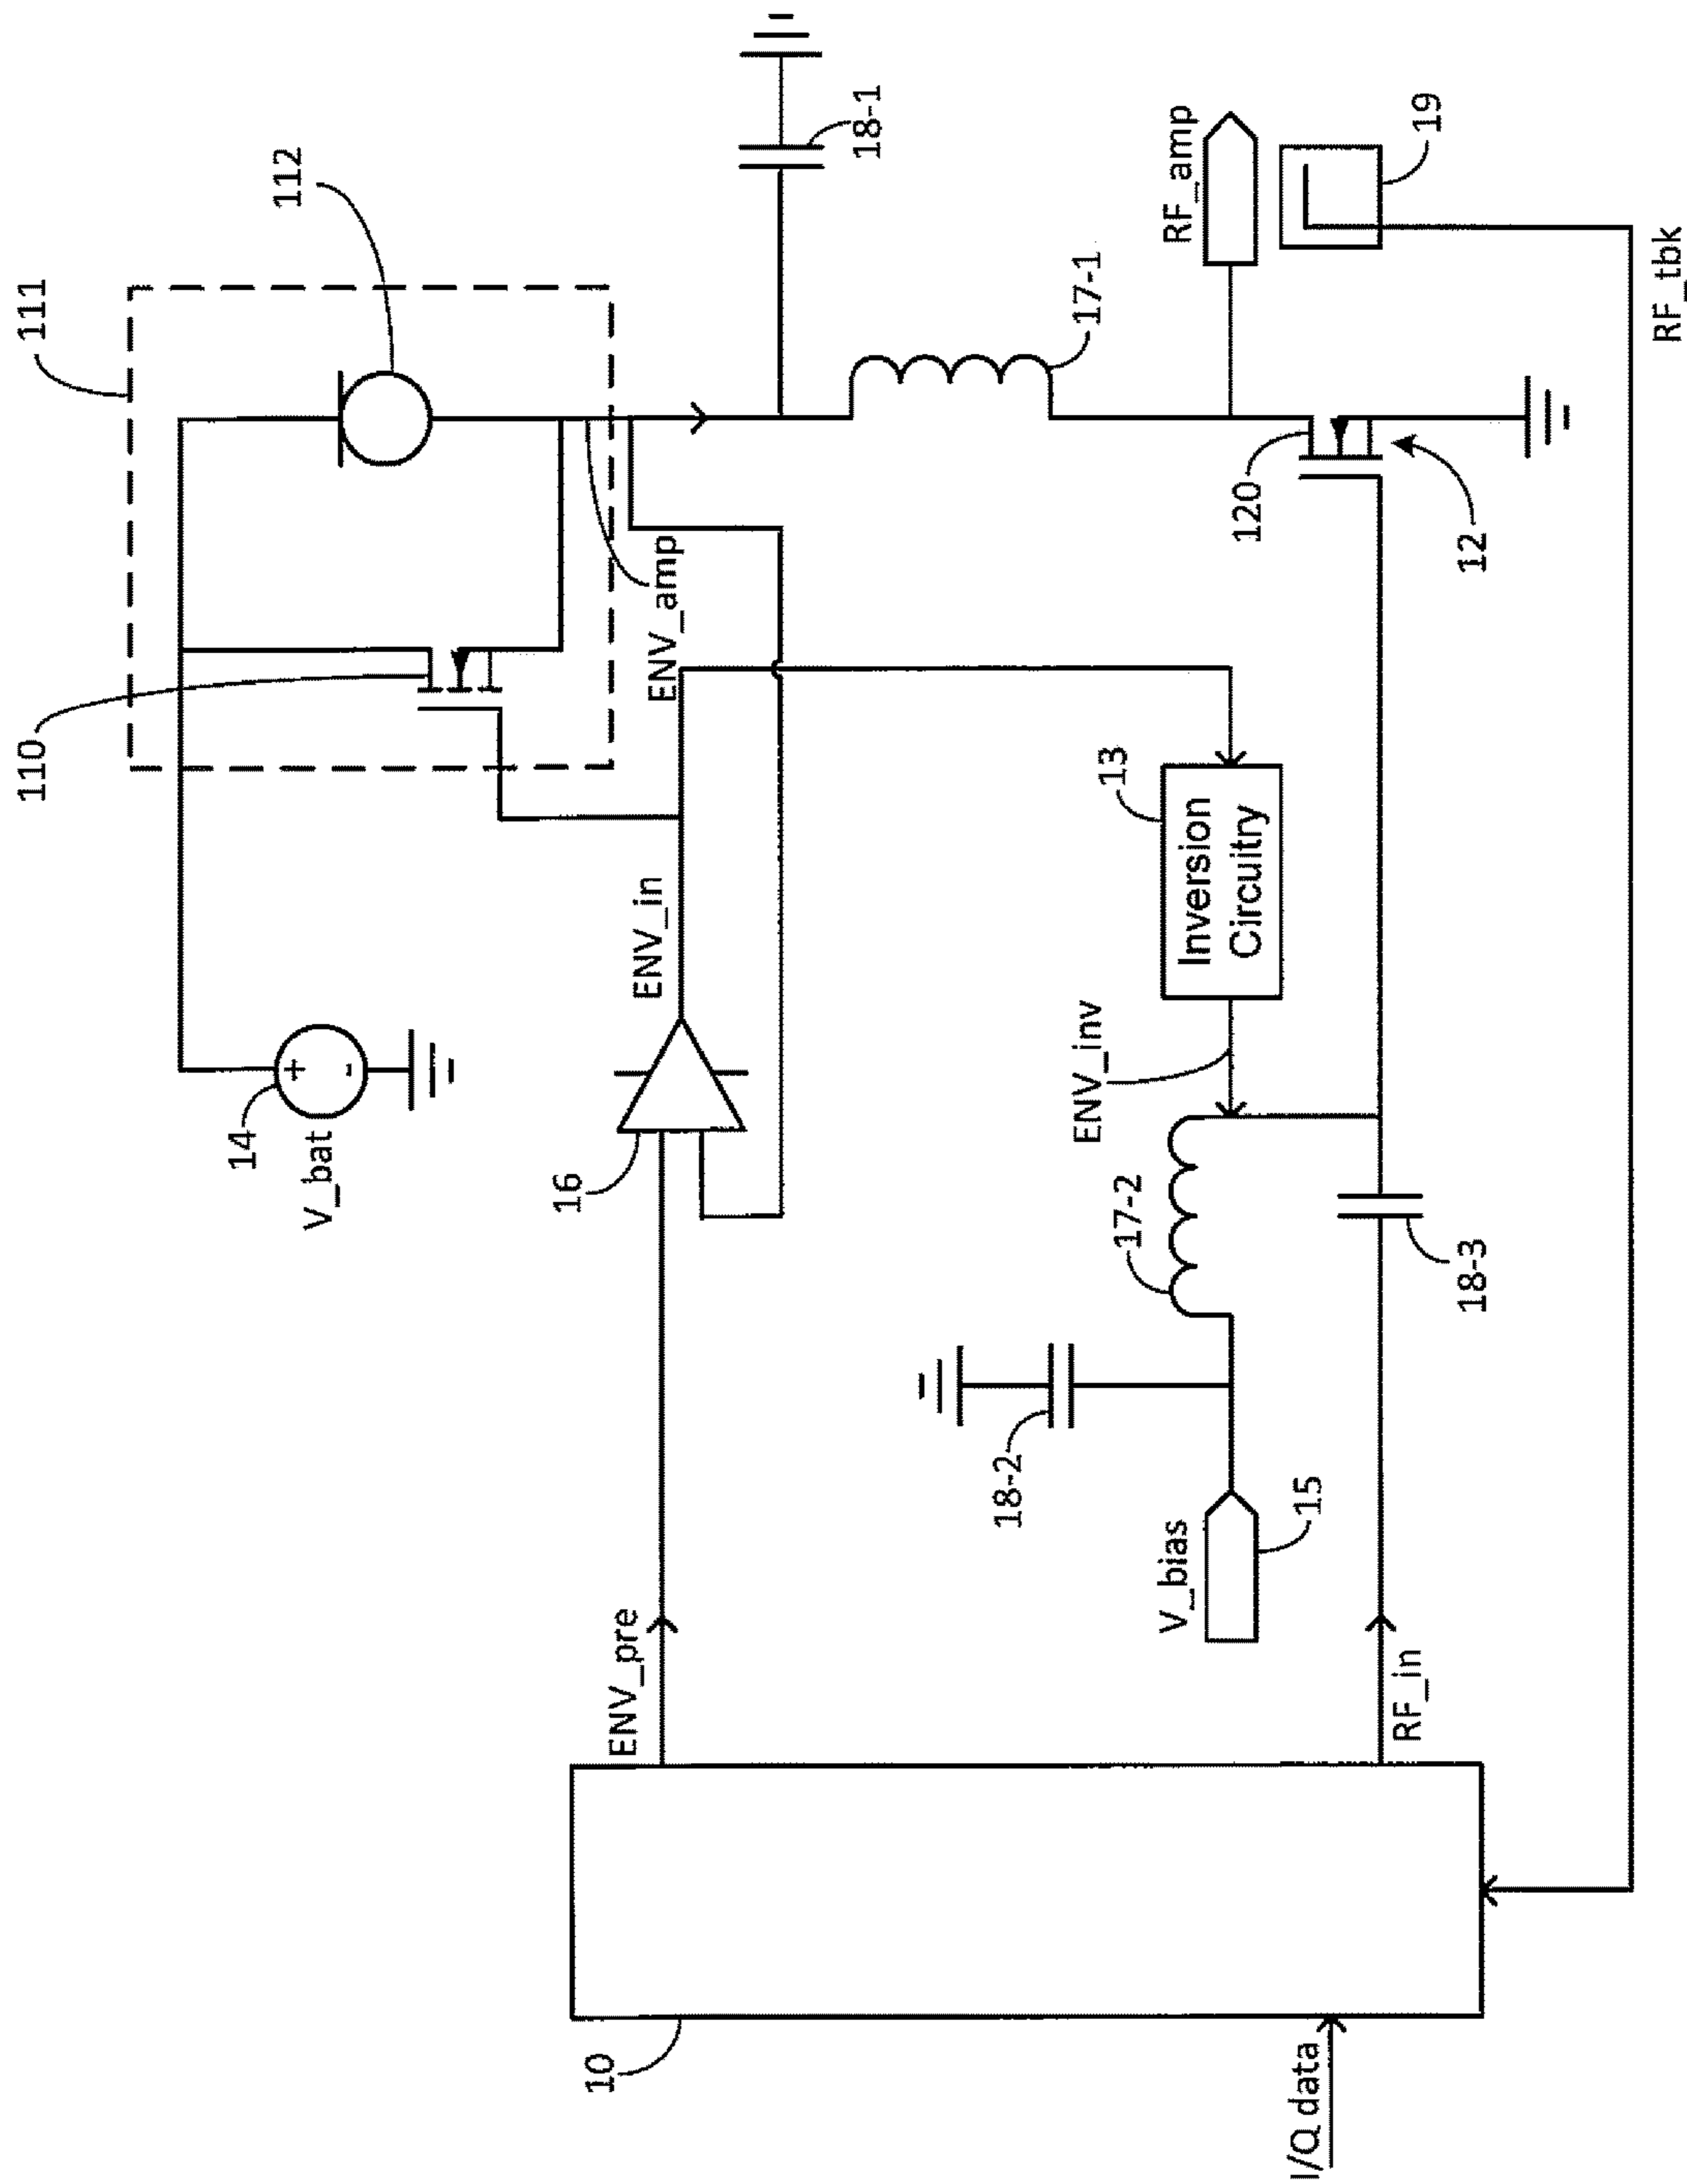 111
112
110
14
V_bat
18-1
ENV_amp
ENV_in
16
17-1
RF_amp
19
120
12
13
Inversion
Circuitry
ENV_inv
17-2
18-2
18-3
V_bias
15
ENV_pre
RF_in
RF_tbk
10
I/Q data